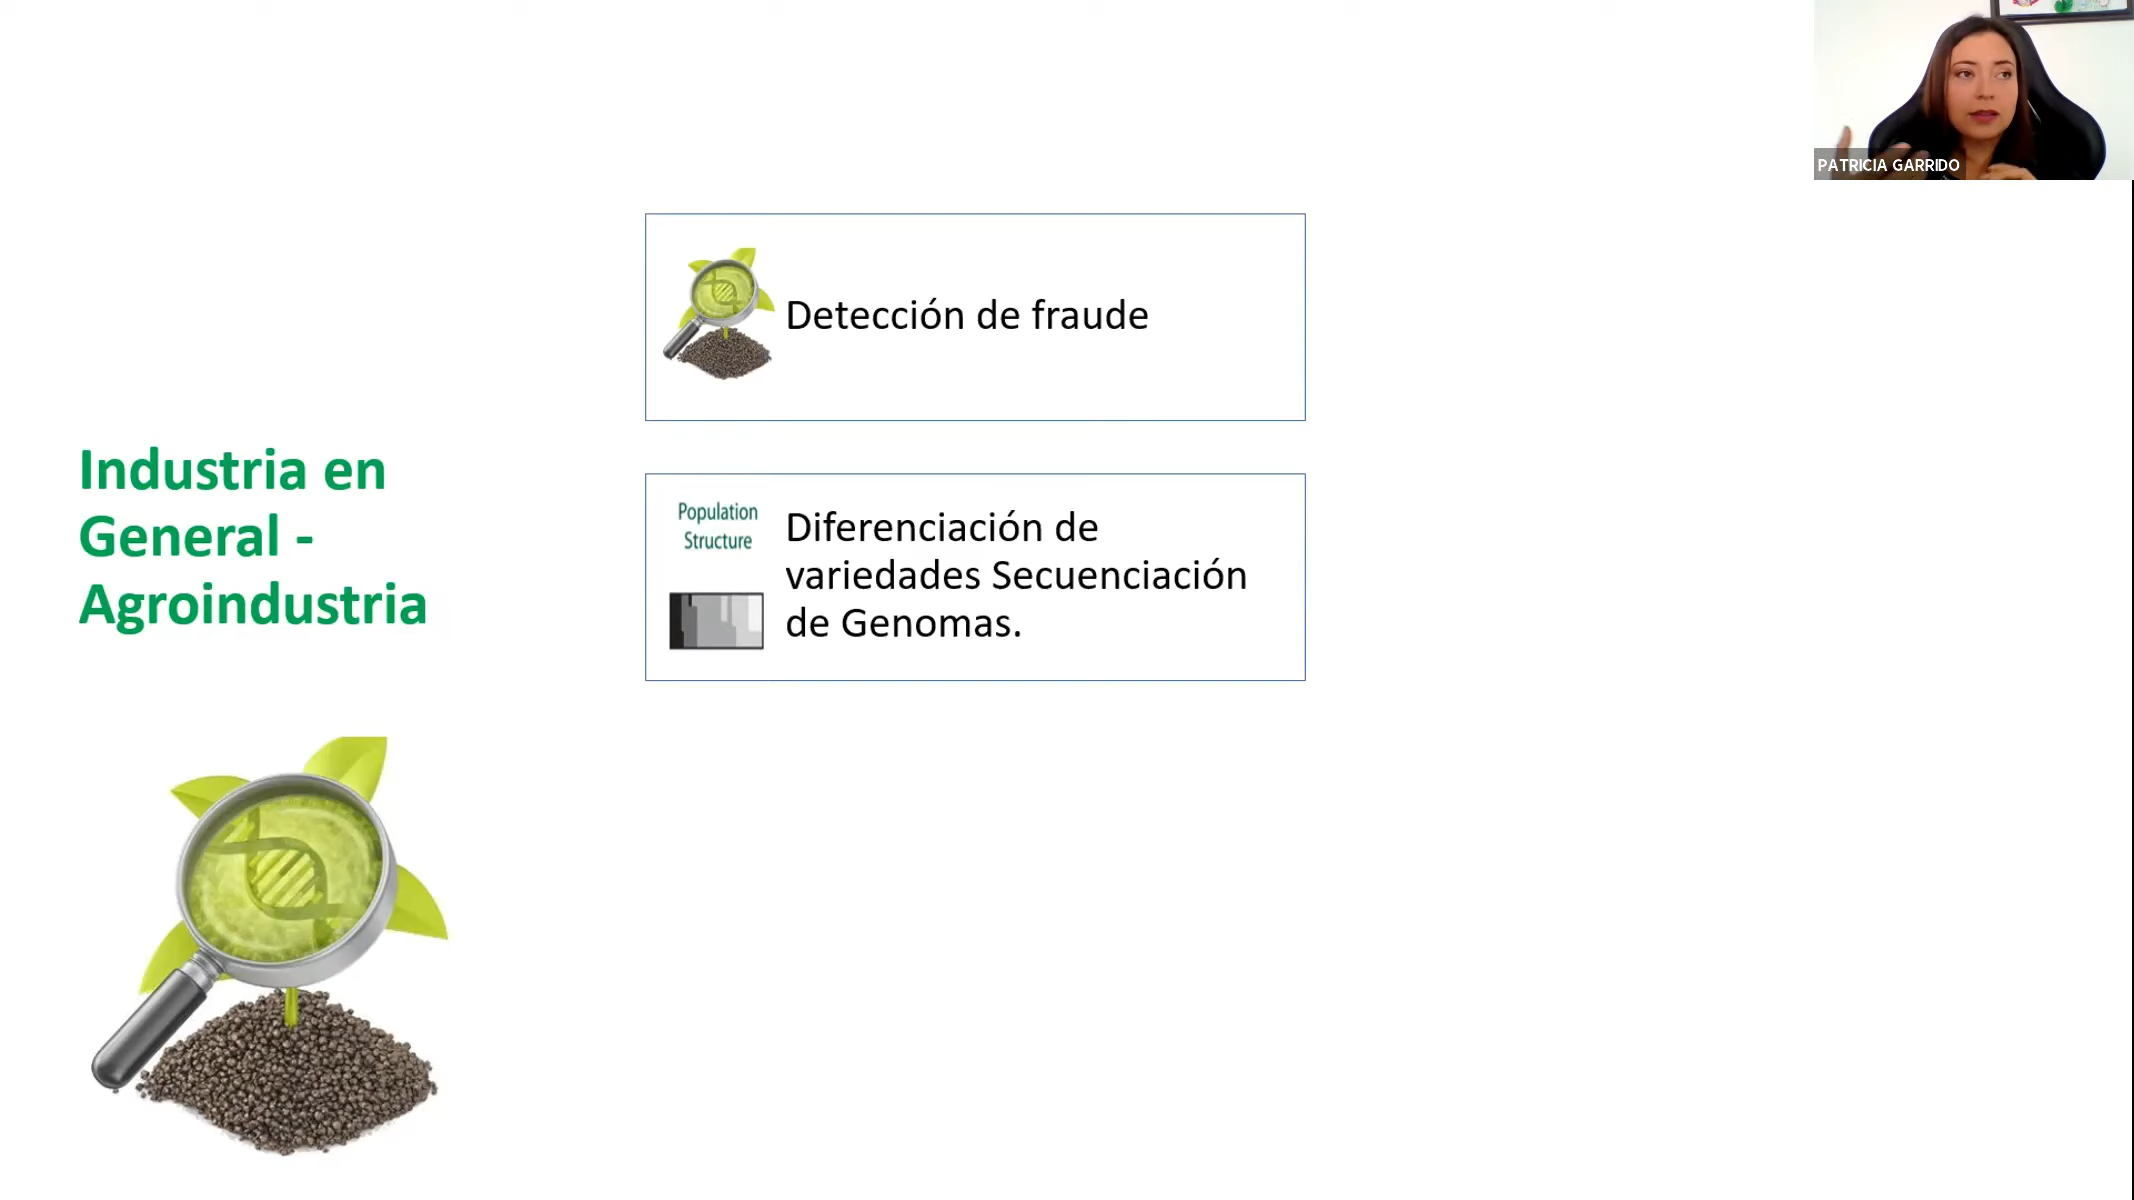 PATRICIA GARRIDO
Detección de fraude
Industria en
General -
Agroindustria
Population
Structure
Diferenciación de
variedades Secuenciación
de Genomas.